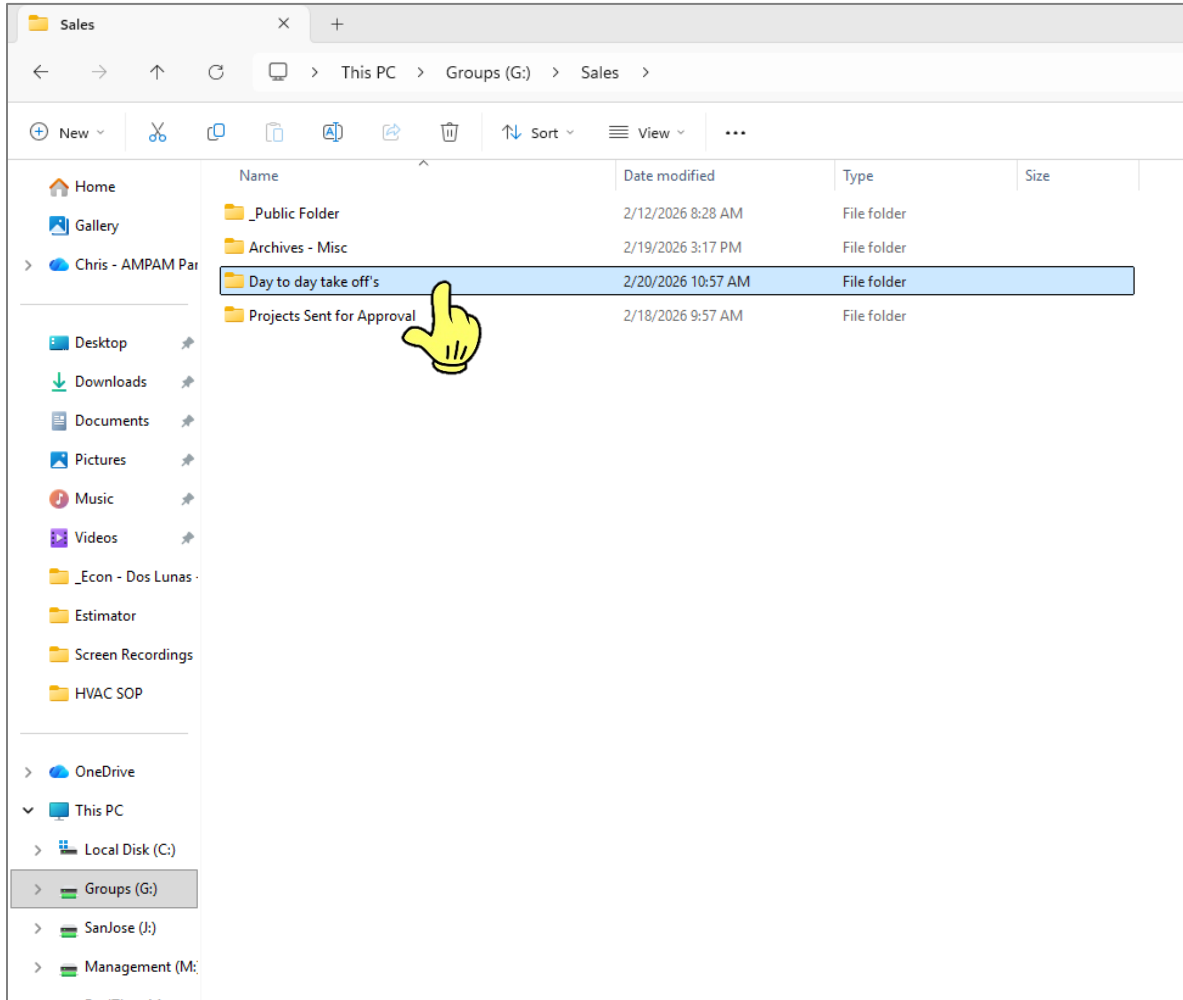 Sales
This PC > Groups (G:) > Sales >
New
Sort
View
Name Date modified Type Size
_Public Folder 2/12/2026 8:28 AM File folder
Archives - Misc 2/19/2026 3:17 PM File folder
Day to day take off's 2/20/2026 10:57 AM File folder
Projects Sent for Approval 2/18/2026 9:57 AM File folder
Home
Gallery
Chris - AMPAM Par
Desktop
Downloads
Documents
Pictures
Music
Videos
_Econ - Dos Lunas -
Estimator
Screen Recordings
HVAC SOP
OneDrive
This PC
Local Disk (C:)
Groups (G:)
SanJose (J:)
Management (M:)